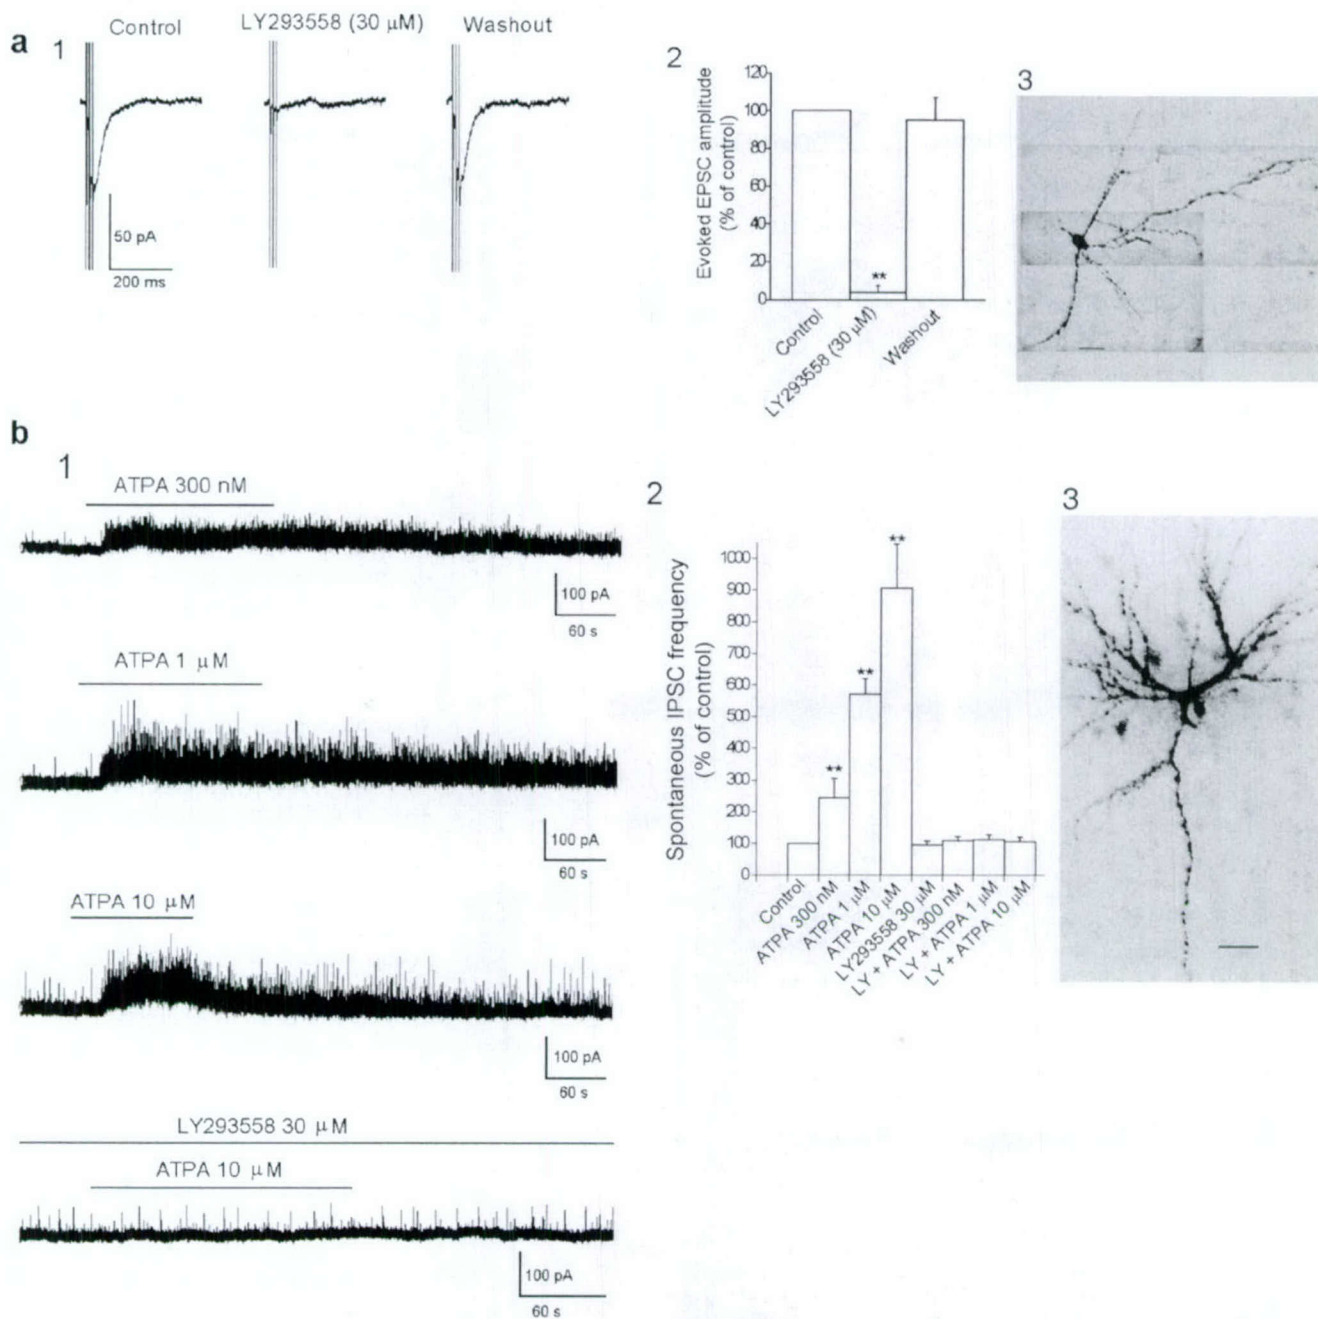 a
1
Control
LY293558 (30 μM)
Washout
50 pA
200 ms
2
Evoked EPSC amplitude
(% of control)
120
100
80
60
40
20
0
**
Control
LY293558 (30 μM)
Washout
3
b
1
ATPA 300 nM
100 pA
60 s
ATPA 1 μM
100 pA
60 s
ATPA 10 μM
100 pA
60 s
LY293558 30 μM
ATPA 10 μM
100 pA
60 s
2
Spontaneous IPSC frequency
(% of control)
1000
900
800
700
600
500
400
300
200
100
0
**
**
**
Control
ATPA 300 nM
ATPA 1 μM
ATPA 10 μM
LY293558 30 μM
LY + ATPA 300 nM
LY + ATPA 1 μM
LY + ATPA 10 μM
3